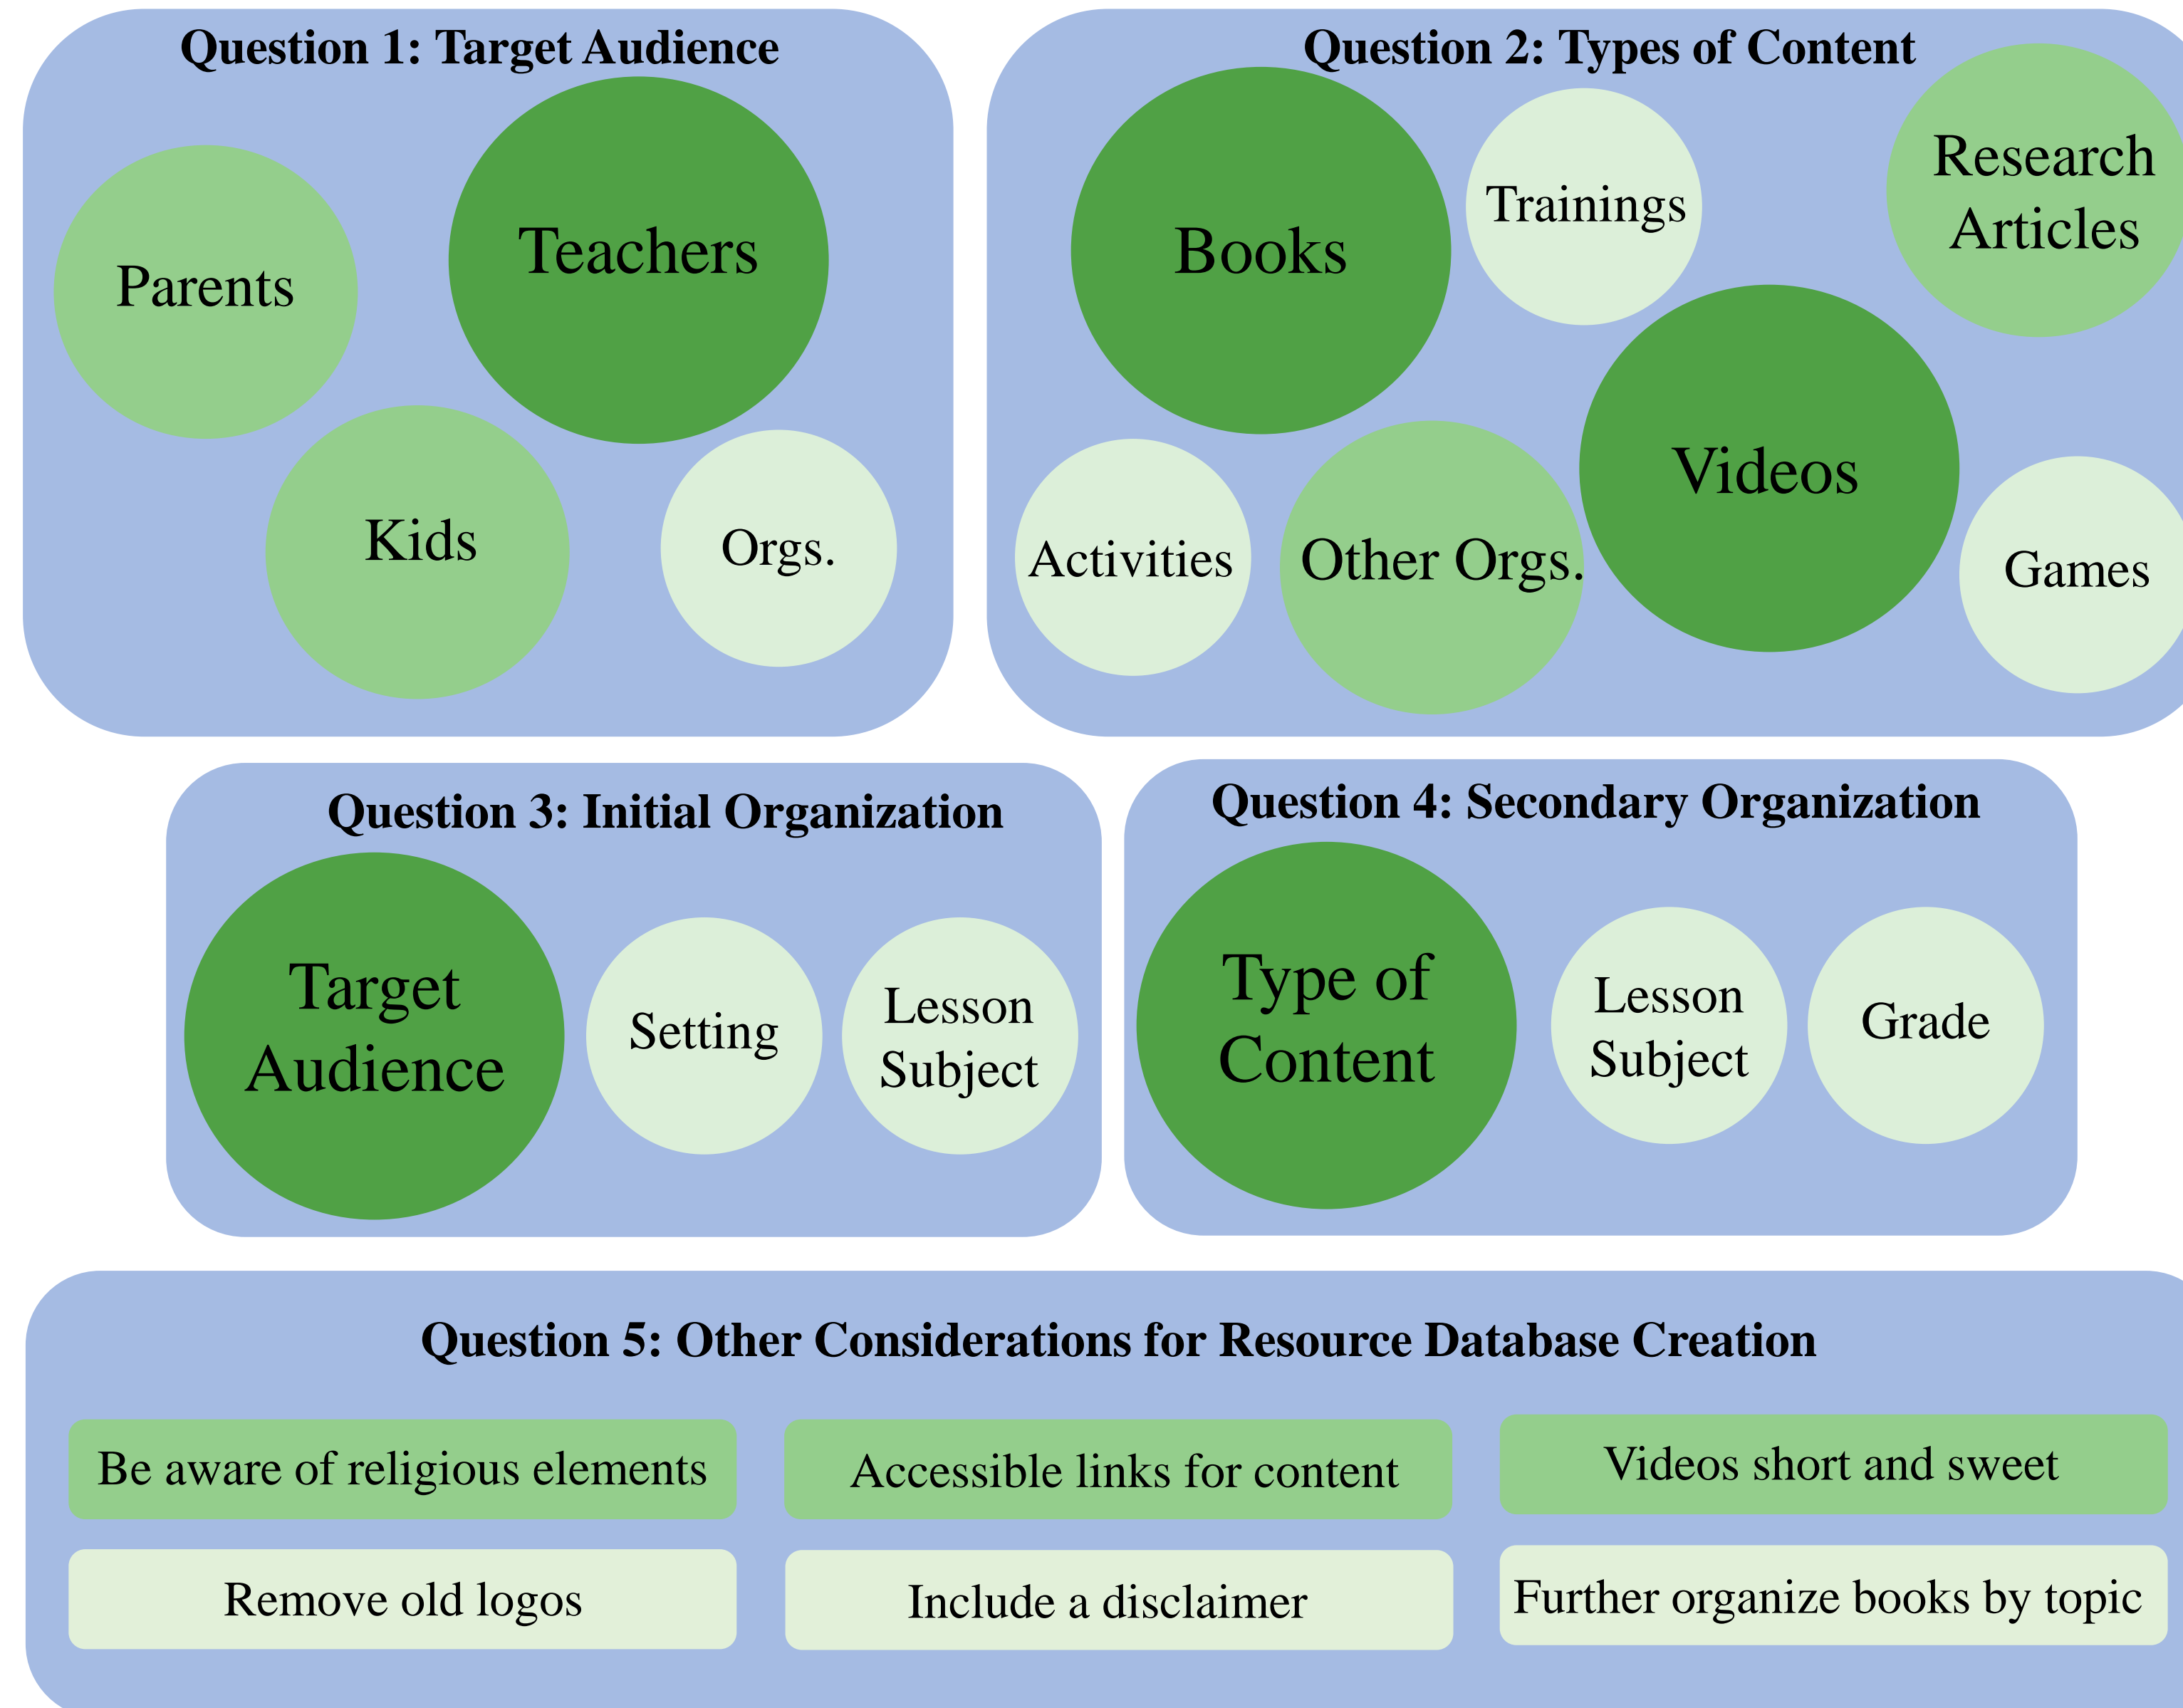 Question 1: Target Audience
Parents
Teachers
Kids
Orgs.
Question 2: Types of Content
Books
Trainings
Research
Articles
Activities
Other Orgs.
Videos
Games
Question 3: Initial Organization
Target
Audience
Setting
Lesson
Subject
Question 4: Secondary Organization
Type of
Content
Lesson
Subject
Grade
Question 5: Other Considerations for Resource Database Creation
Be aware of religious elements
Accessible links for content
Videos short and sweet
Remove old logos
Include a disclaimer
Further organize books by topic